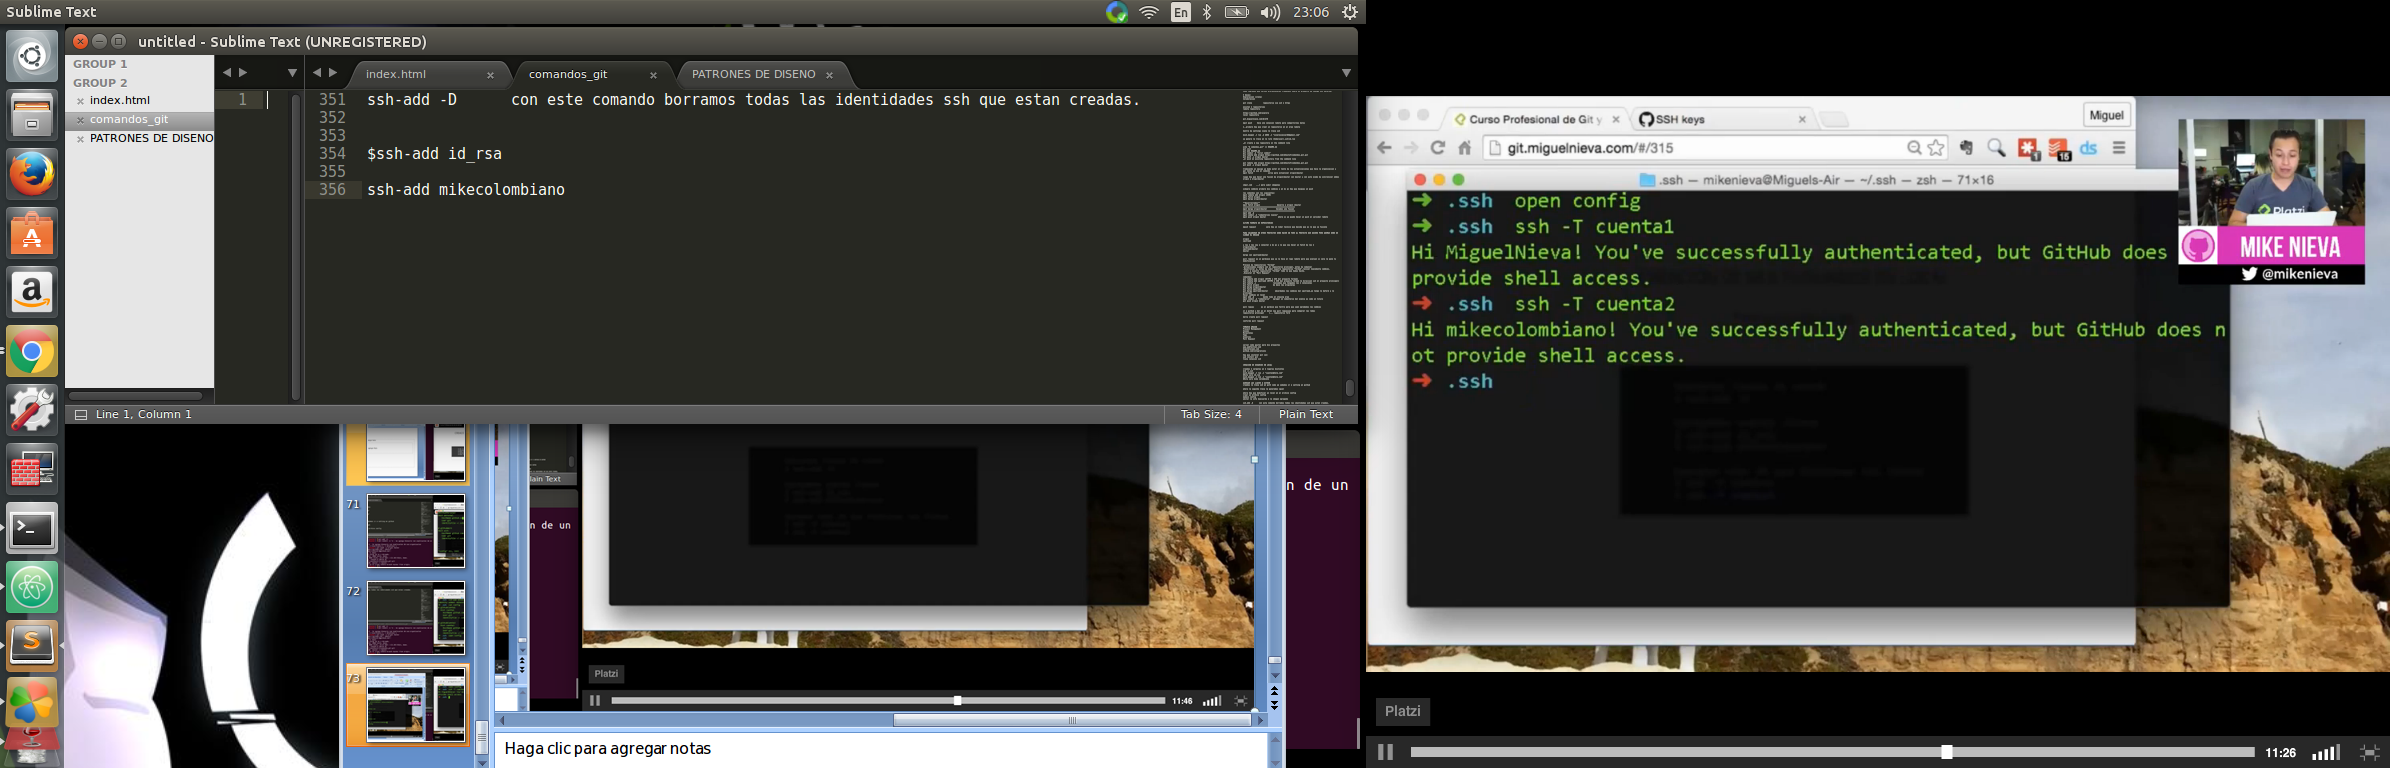 Sublime Text
En
23:06
untitled - Sublime Text (UNREGISTERED)
GROUP 1
GROUP 2
index.html
comandos_git
PATRONES DE DISENO
1
index.html
comandos_git
PATRONES DE DISENO
351 ssh-add -D con este comando borramos todas las identidades ssh que estan creadas.
352
353
354 $ssh-add id_rsa
355
356 ssh-add mikecolombiano
Line 1, Column 1
Tab Size: 4
Plain Text
71
72
73
lain Text
n de un
n de un
Platzi
11:46
Haga clic para agregar notas
Curso Profesional de Git y
SSH keys
Miguel
git.miguelnieva.com/#/315
1
15
ds
.ssh — mikenieva@Miguels-Air — ~/.ssh — zsh — 71×16
➜ .ssh open config
➜ .ssh ssh -T cuenta1
Hi MiguelNieva! You've successfully authenticated, but GitHub does
provide shell access.
➜ .ssh ssh -T cuenta2
Hi mikecolombiano! You've successfully authenticated, but GitHub does n
ot provide shell access.
➜ .ssh
Platzi
MIKE NIEVA
@mikenieva
Platzi
11:26